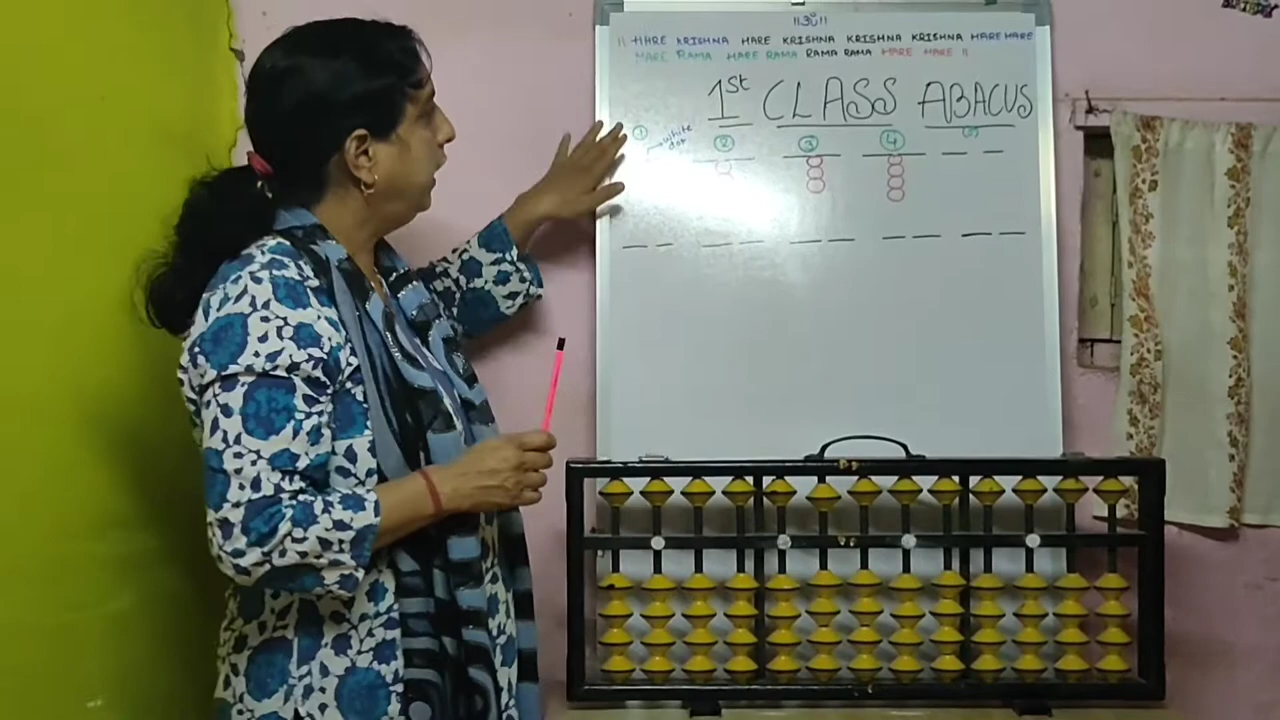 ॥ૐ॥
॥ HARE KRISHNA HARE KRISHNA KRISHNA KRISHNA HARE HARE
HARE RAMA HARE RAMA RAMA RAMA HARE HARE ॥
1st CLASS ABACUS
① ② ③ ④ ⑤
white
dot